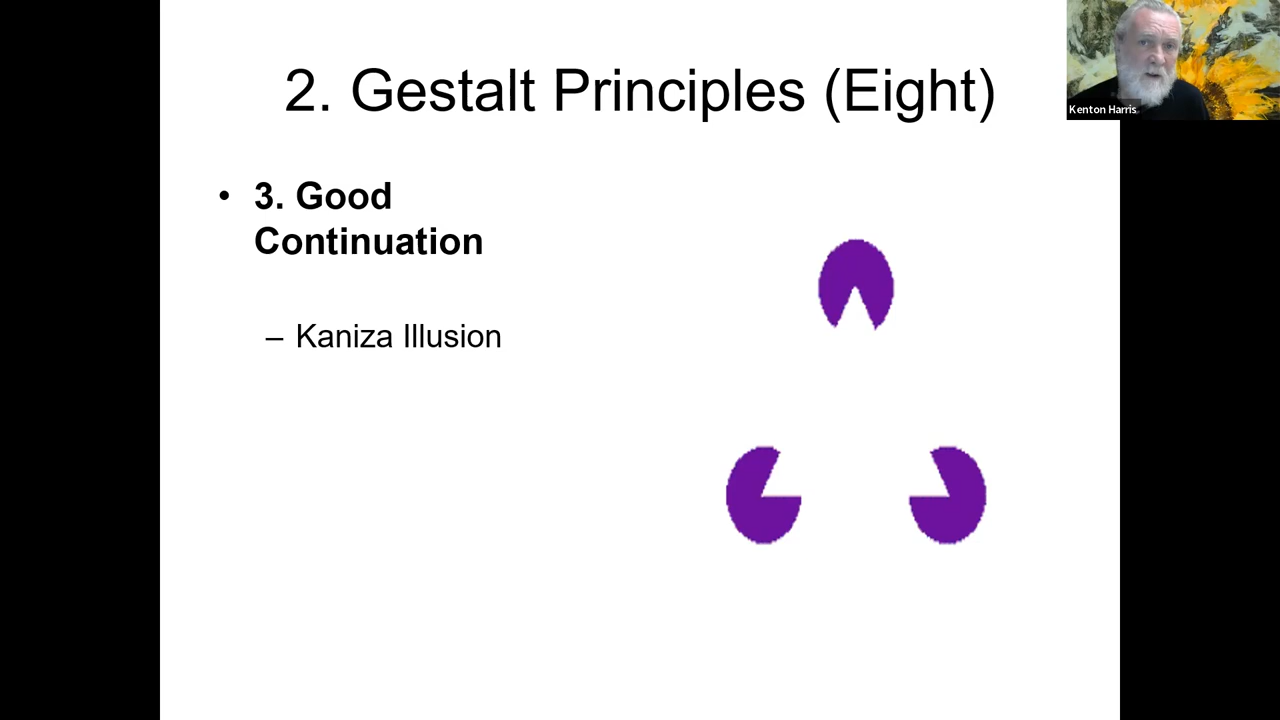 2. Gestalt Principles (Eight)
Kenton Harris
• 3. Good
Continuation
– Kaniza Illusion